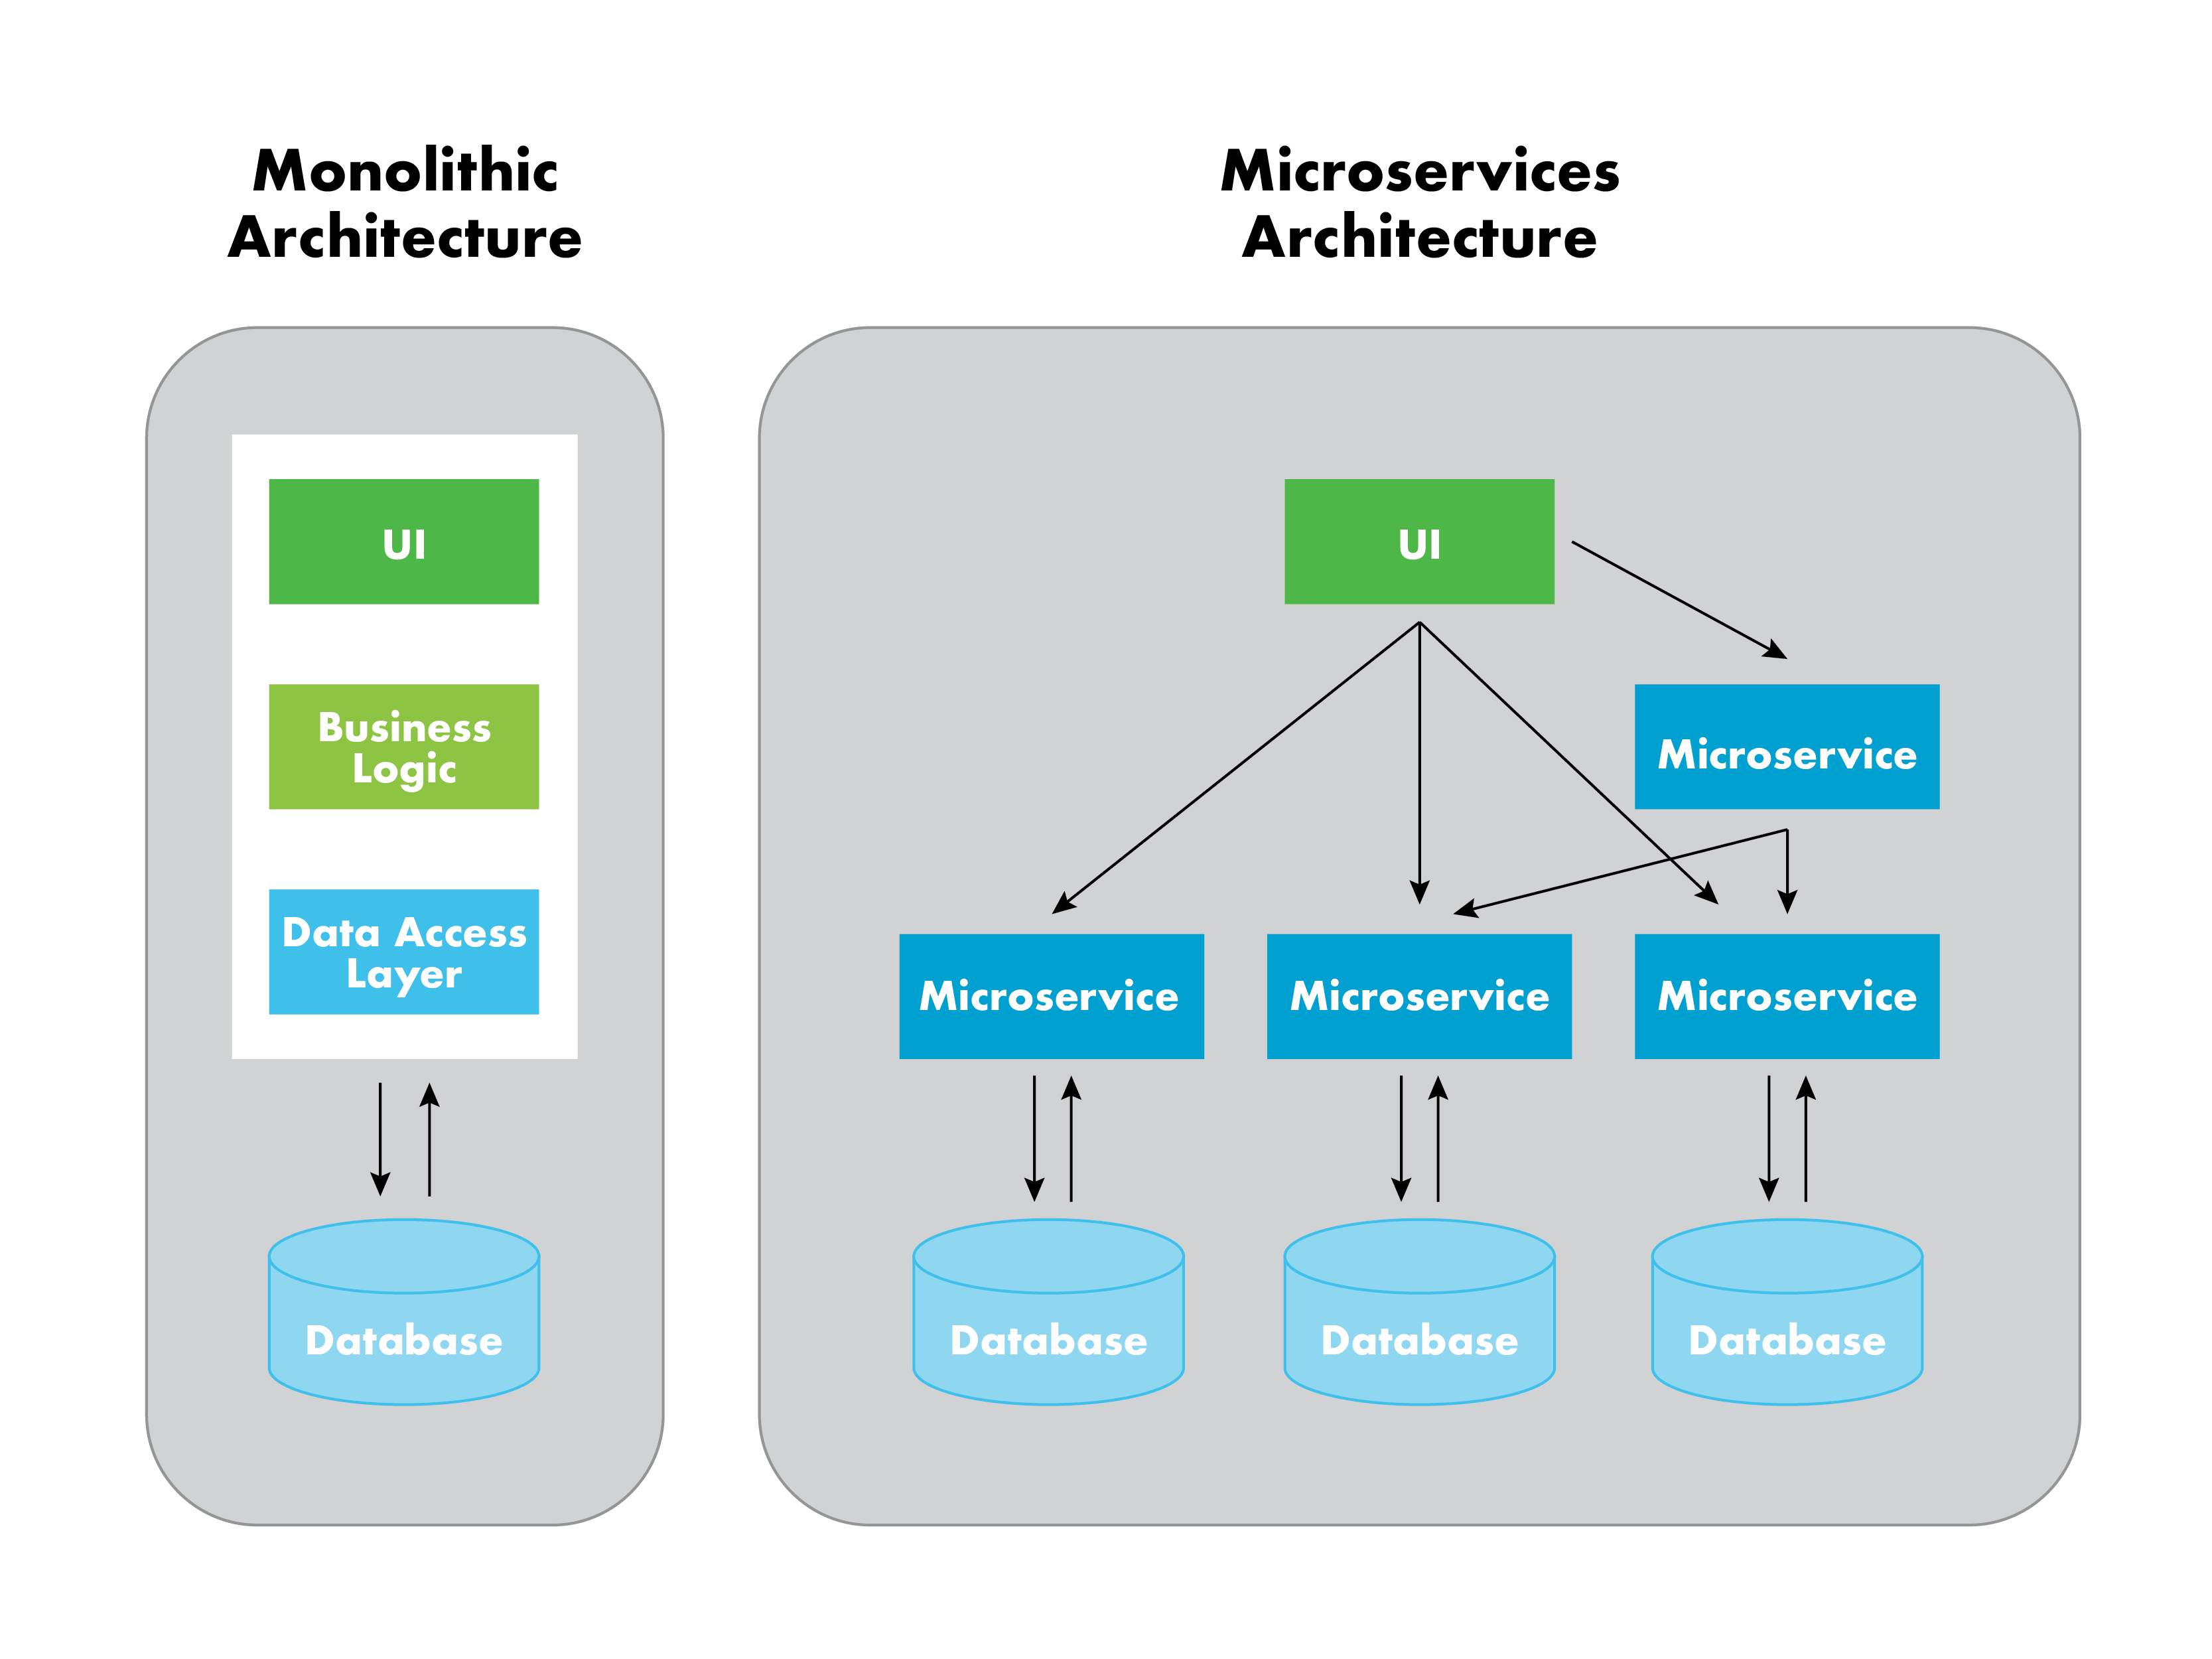 Monolithic
Architecture
UI
Business
Logic
Data Access
Layer
Database
Microservices
Architecture
UI
Microservice
Microservice
Microservice
Microservice
Database
Database
Database